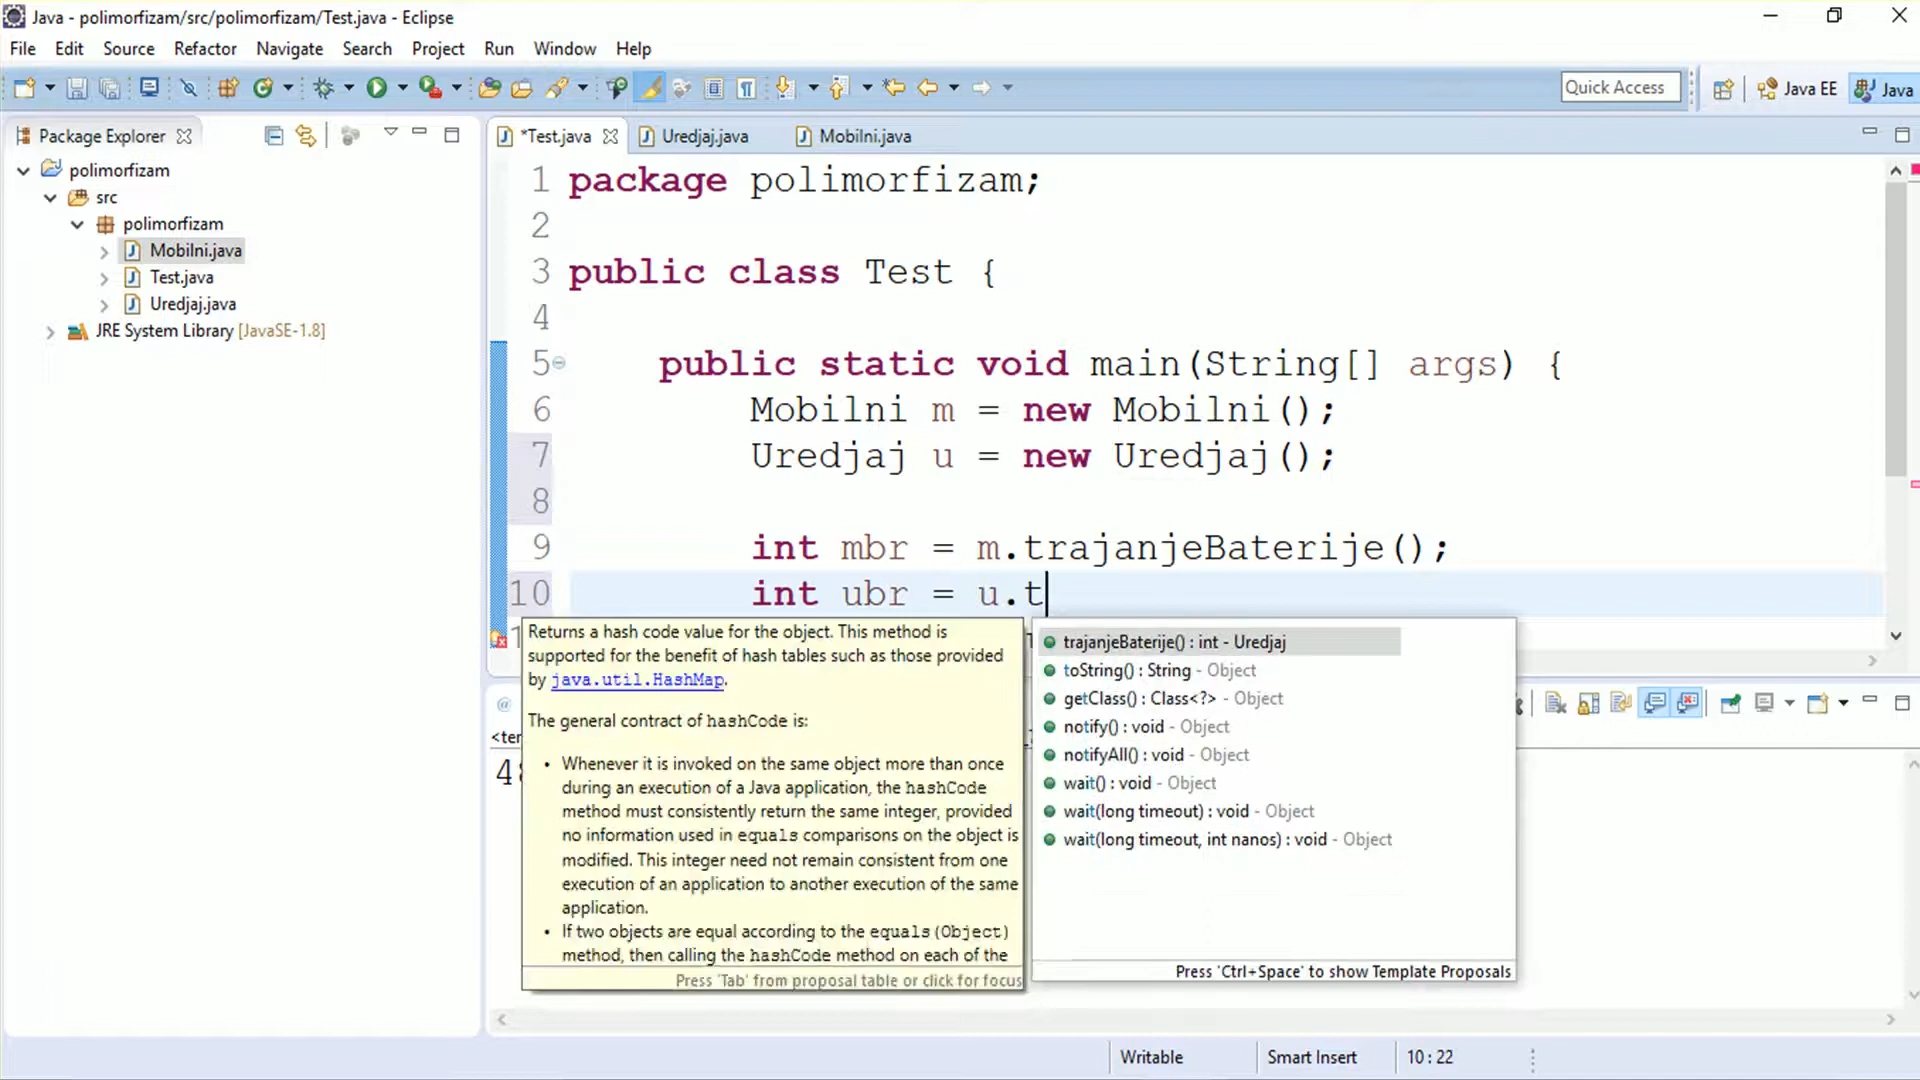 Java - polimorfizam/src/polimorfizam/Test.java - Eclipse
File Edit Source Refactor Navigate Search Project Run Window Help
Quick Access
Java EE
Java
Package Explorer
polimorfizam
src
polimorfizam
Mobilni.java
Test.java
Uredjaj.java
JRE System Library [JavaSE-1.8]
*Test.java
Uredjaj.java
Mobilni.java
1 package polimorfizam;
2
3 public class Test {
4
5 public static void main(String[] args) {
6 Mobilni m = new Mobilni();
7 Uredjaj u = new Uredjaj();
8
9 int mbr = m.trajanjeBaterije();
10 int ubr = u.t
Returns a hash code value for the object. This method is
supported for the benefit of hash tables such as those provided
by java.util.HashMap.
The general contract of hashCode is:
• Whenever it is invoked on the same object more than once
during an execution of a Java application, the hashCode
method must consistently return the same integer, provided
no information used in equals comparisons on the object is
modified. This integer need not remain consistent from one
execution of an application to another execution of the same
application.
• If two objects are equal according to the equals(Object)
method, then calling the hashCode method on each of the
Press 'Tab' from proposal table or click for focus
trajanjeBaterije() : int - Uredjaj
toString() : String - Object
getClass() : Class<?> - Object
notify() : void - Object
notifyAll() : void - Object
wait() : void - Object
wait(long timeout) : void - Object
wait(long timeout, int nanos) : void - Object
Press 'Ctrl+Space' to show Template Proposals
Writable
Smart Insert
10 : 22